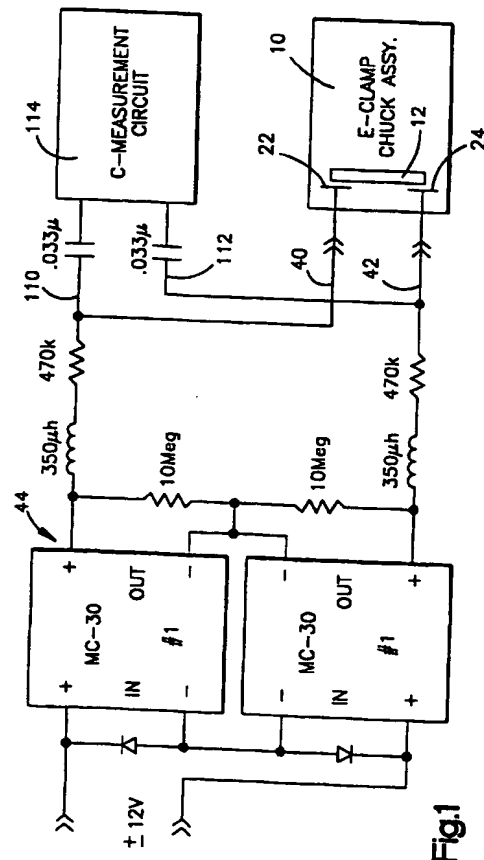 44
110
114
C-MEASUREMENT
CIRCUIT
.033µ
.033µ
112
470k
350µh
10Meg
10Meg
350µh
470k
+
+
MC-30
OUT
IN
#1
-
-
-
-
MC-30
OUT
IN
#1
+
+
± 12V
40
42
22
10
E-CLAMP
CHUCK ASSY.
12
24
Fig.1